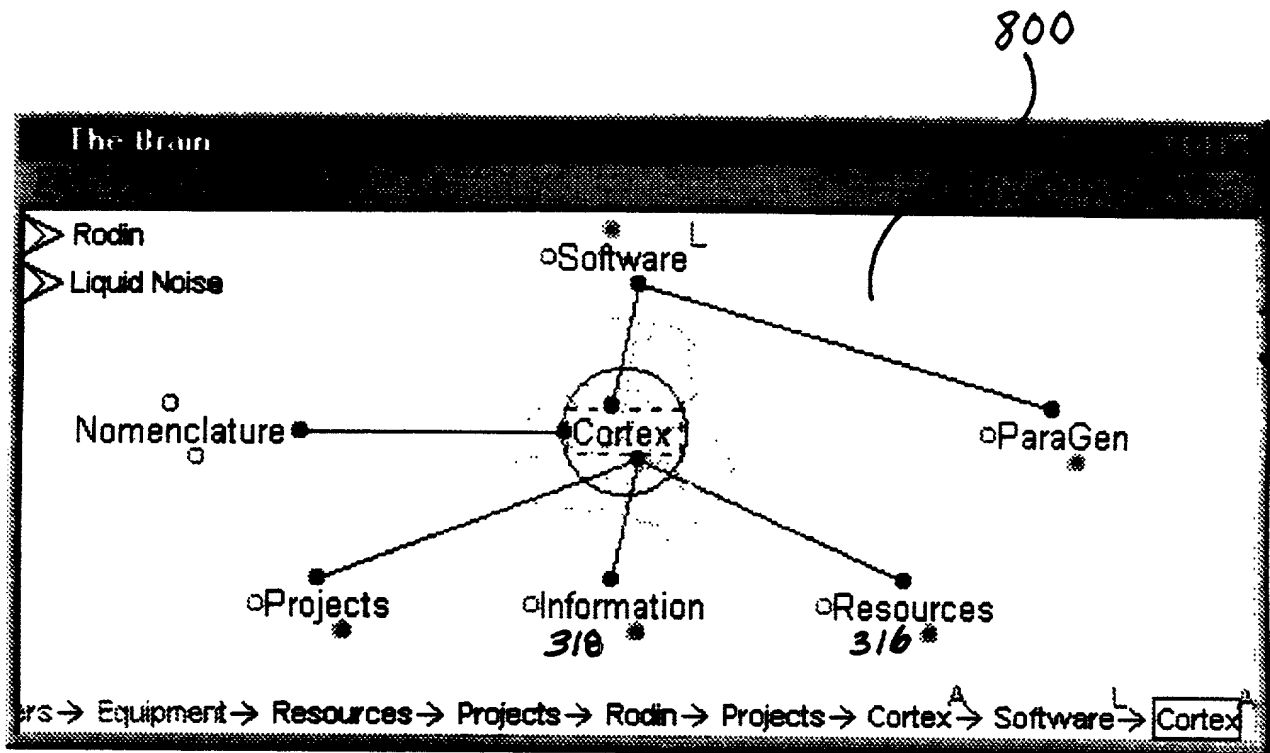 800
The Brain
Rodin
Software L
Liquid Noise
Nomenclature
Cortex
ParaGen
Projects
Information
Resources
318
316
ers→ Equipment→ Resources→ Projects→ Rodin→ Projects→ Cortex A→ Software L→ Cortex A